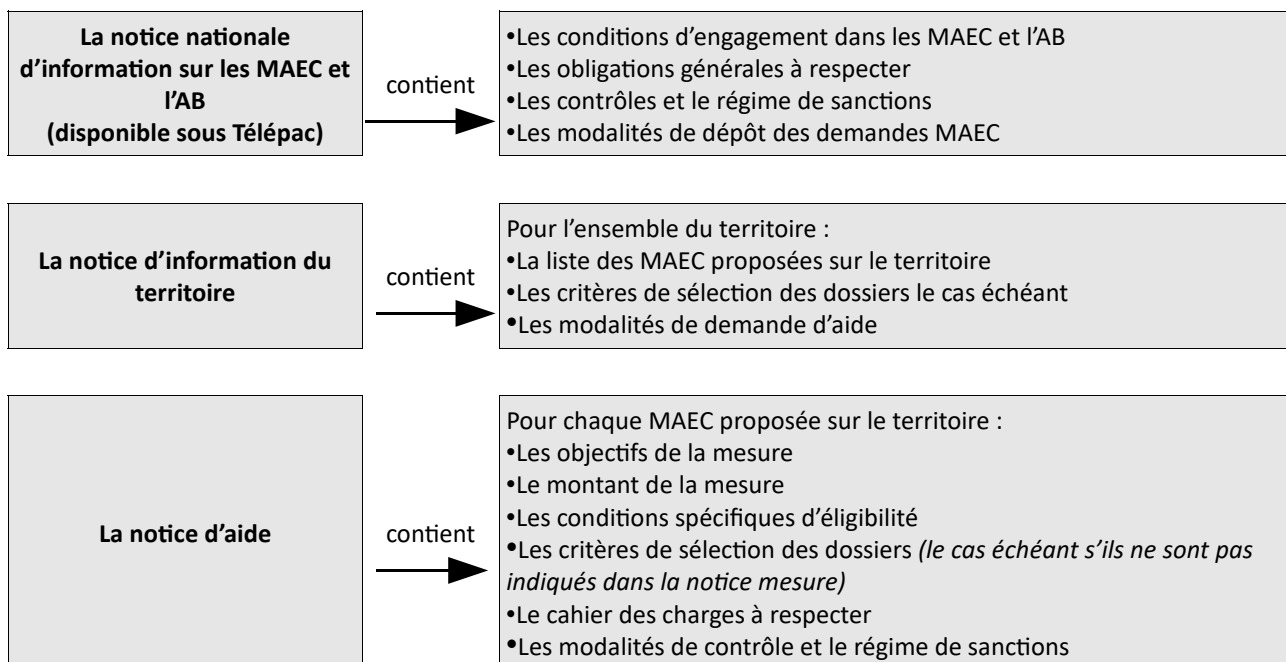 La notice nationale
d'information sur les MAEC et
l'AB
(disponible sous Télépac)
contient
•Les conditions d'engagement dans les MAEC et l'AB
•Les obligations générales à respecter
•Les contrôles et le régime de sanctions
•Les modalités de dépôt des demandes MAEC
La notice d'information du
territoire
contient
Pour l'ensemble du territoire :
•La liste des MAEC proposées sur le territoire
•Les critères de sélection des dossiers le cas échéant
•Les modalités de demande d'aide
La notice d'aide
contient
Pour chaque MAEC proposée sur le territoire :
•Les objectifs de la mesure
•Le montant de la mesure
•Les conditions spécifiques d'éligibilité
•Les critères de sélection des dossiers (le cas échéant s'ils ne sont pas
indiqués dans la notice mesure)
•Le cahier des charges à respecter
•Les modalités de contrôle et le régime de sanctions